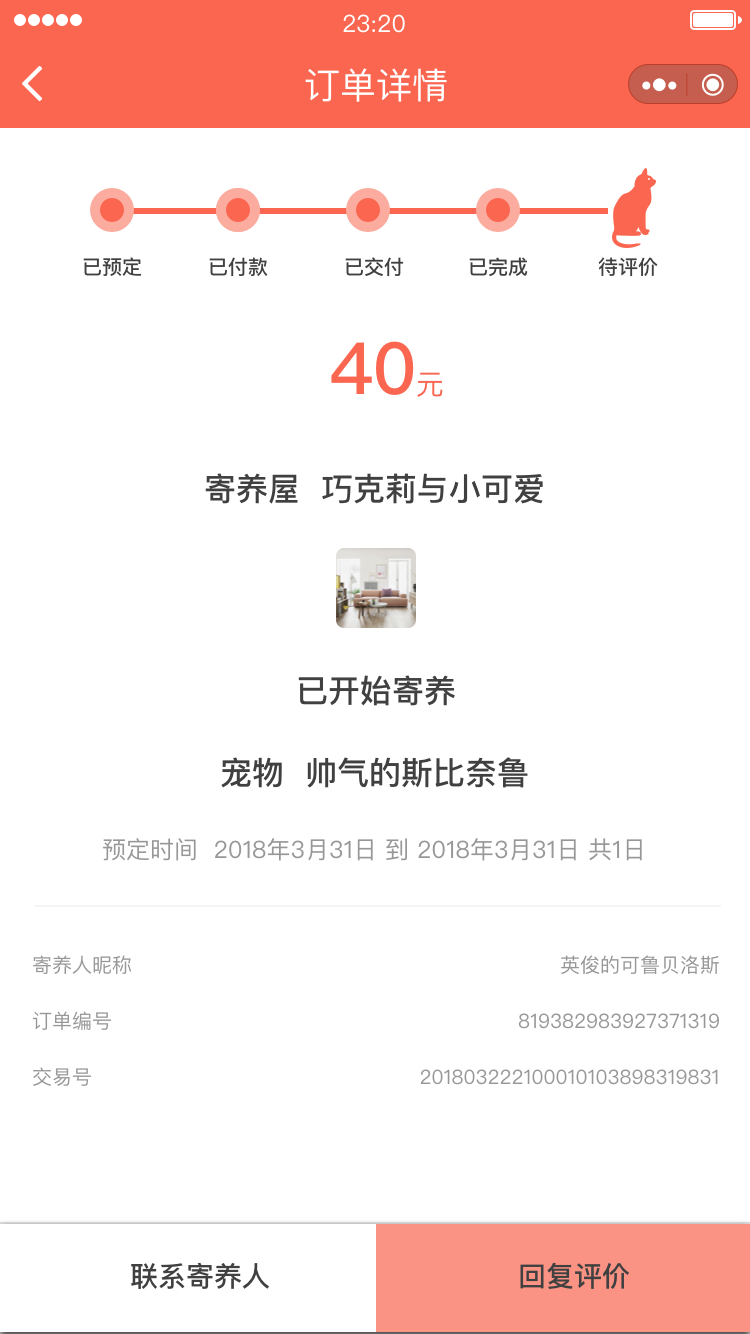 23:20
订单详情
已预定 已付款 已交付 已完成 待评价
40元
寄养屋 巧克莉与小可爱
已开始寄养
宠物 帅气的斯比奈鲁
预定时间 2018年3月31日 到 2018年3月31日 共1日
寄养人昵称 英俊的可鲁贝洛斯
订单编号 819382983927371319
交易号 201803222100010103898319831
联系寄养人 回复评价